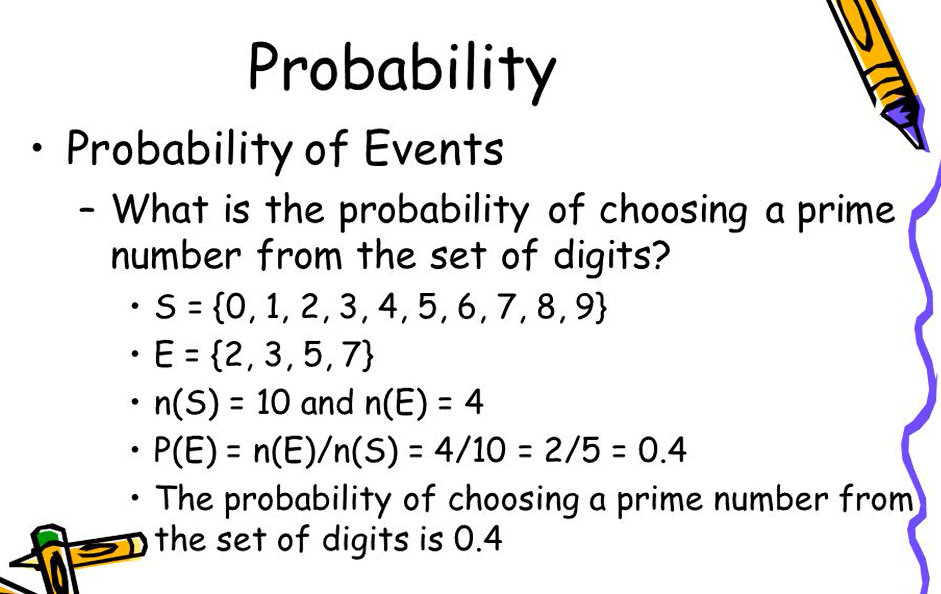 Probability
• Probability of Events
– What is the probability of choosing a prime
number from the set of digits?
• S = {0, 1, 2, 3, 4, 5, 6, 7, 8, 9}
• E = {2, 3, 5, 7}
• n(S) = 10 and n(E) = 4
• P(E) = n(E)/n(S) = 4/10 = 2/5 = 0.4
• The probability of choosing a prime number from
the set of digits is 0.4